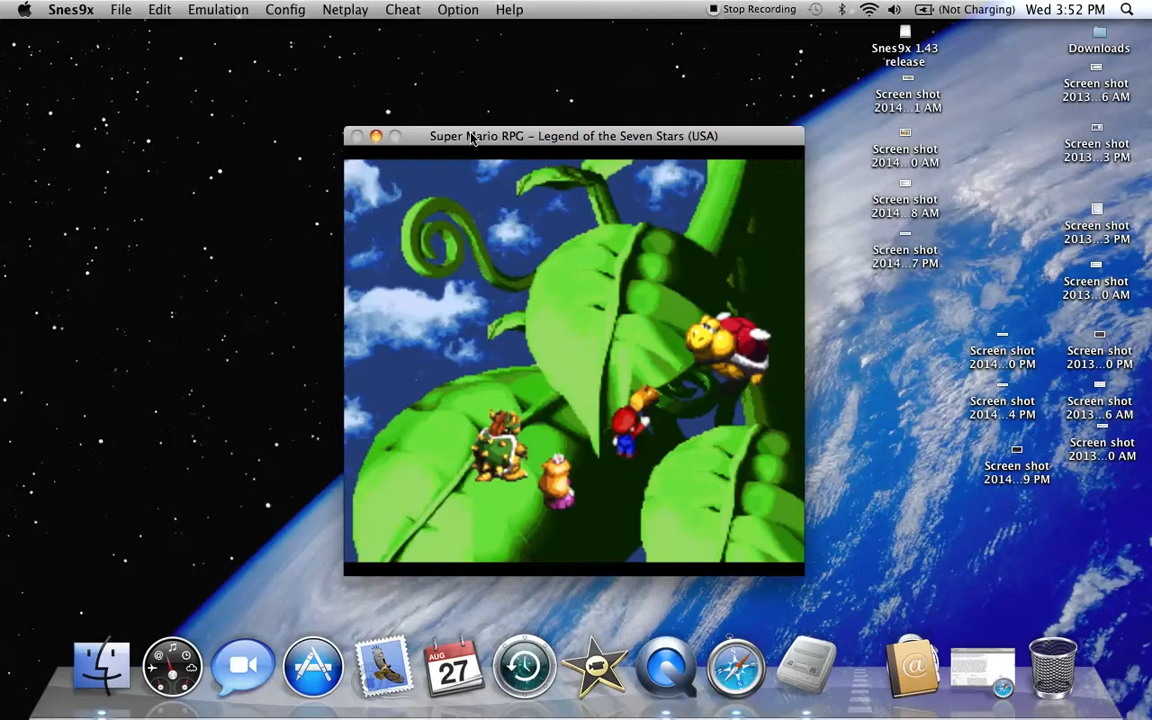 Snes9x File Edit Emulation Config Netplay Cheat Option Help Stop Recording (Not Charging) Wed 3:52 PM
Snes9x 1.43
release
Downloads
Screen shot
2014...1 AM
Screen shot
2013...6 AM
Screen shot
2014...0 AM
Screen shot
2013...3 PM
Screen shot
2014...8 AM
Screen shot
2013...3 PM
Screen shot
2014...7 PM
Screen shot
2013...0 AM
Screen shot
2014...0 PM
Screen shot
2013...0 PM
Screen shot
2014...4 PM
Screen shot
2013...6 AM
Screen shot
2013...0 AM
Screen shot
2014...9 PM
Super Mario RPG - Legend of the Seven Stars (USA)
AUG
27
@